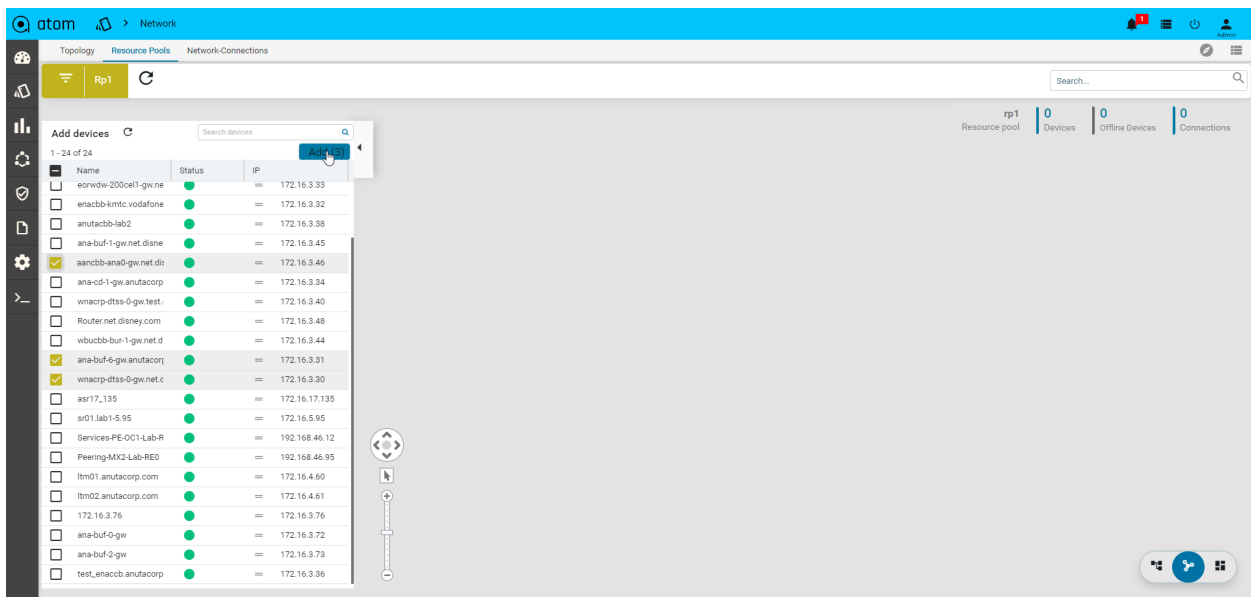 atom > Network 1 Admin
Topology Resource Pools Network-Connections
Rp1 Search...
rp1 0 0 0
Resource pool Devices Offline Devices Connections
Add devices Search devices
1 - 24 of 24 Add (3)
Name Status IP
eorwdw-200cel1-gw.ne = 172.16.3.33
enacbb-kmtc.vodafone = 172.16.3.32
anutacbb-lab2 = 172.16.3.38
ana-buf-1-gw.net.disne = 172.16.3.45
aancbb-ana0-gw.net.dis = 172.16.3.46
ana-cd-1-gw.anutacorp = 172.16.3.34
wnacrp-dtss-0-gw.test. = 172.16.3.40
Router.net.disney.com = 172.16.3.48
wbucbb-bur-1-gw.net.d = 172.16.3.44
ana-buf-6-gw.anutacorp = 172.16.3.31
wnacrp-dtss-0-gw.net.c = 172.16.3.30
asr17_135 = 172.16.17.135
sr01.lab1-5.95 = 172.16.5.95
Services-PE-OC1-Lab-R = 192.168.46.12
Peering-MX2-Lab-RE0 = 192.168.46.95
ltm01.anutacorp.com = 172.16.4.60
ltm02.anutacorp.com = 172.16.4.61
172.16.3.76 = 172.16.3.76
ana-buf-0-gw = 172.16.3.72
ana-buf-2-gw = 172.16.3.73
test_enaccb.anutacorp = 172.16.3.36